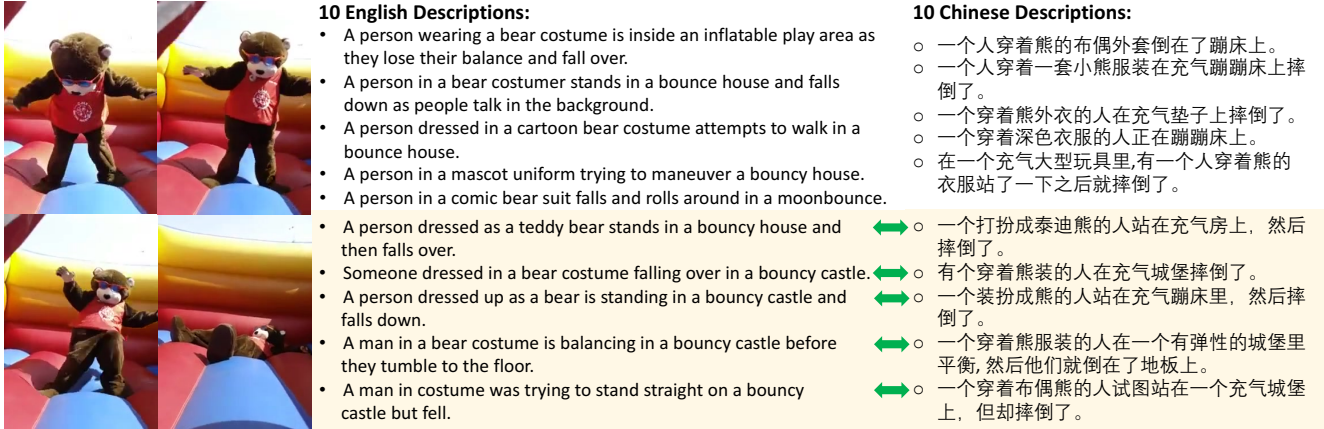 10 English Descriptions:
• A person wearing a bear costume is inside an inflatable play area as
they lose their balance and fall over.
• A person in a bear costumer stands in a bounce house and falls
down as people talk in the background.
• A person dressed in a cartoon bear costume attempts to walk in a
bounce house.
• A person in a mascot uniform trying to maneuver a bouncy house.
• A person in a comic bear suit falls and rolls around in a moonbounce.
• A person dressed as a teddy bear stands in a bouncy house and
then falls over.
• Someone dressed in a bear costume falling over in a bouncy castle.
• A person dressed up as a bear is standing in a bouncy castle and
falls down.
• A man in a bear costume is balancing in a bouncy castle before
they tumble to the floor.
• A man in costume was trying to stand straight on a bouncy
castle but fell.
10 Chinese Descriptions:
○ 一个人穿着熊的布偶外套倒在了蹦床上。
○ 一个人穿着一套小熊服装在充气蹦蹦床上摔
倒了。
○ 一个穿着熊外衣的人在充气垫子上摔倒了。
○ 一个穿着深色衣服的人正在蹦蹦床上。
○ 在一个充气大型玩具里,有一个人穿着熊的
衣服站了一下之后就摔倒了。
○ 一个打扮成泰迪熊的人站在充气房上，然后
摔倒了。
○ 有个穿着熊装的人在充气城堡摔倒了。
○ 一个装扮成熊的人站在充气蹦床里，然后摔
倒了。
○ 一个穿着熊服装的人在一个有弹性的城堡里
平衡, 然后他们就倒在了地板上。
○ 一个穿着布偶熊的人试图站在一个充气城堡
上，但却摔倒了。